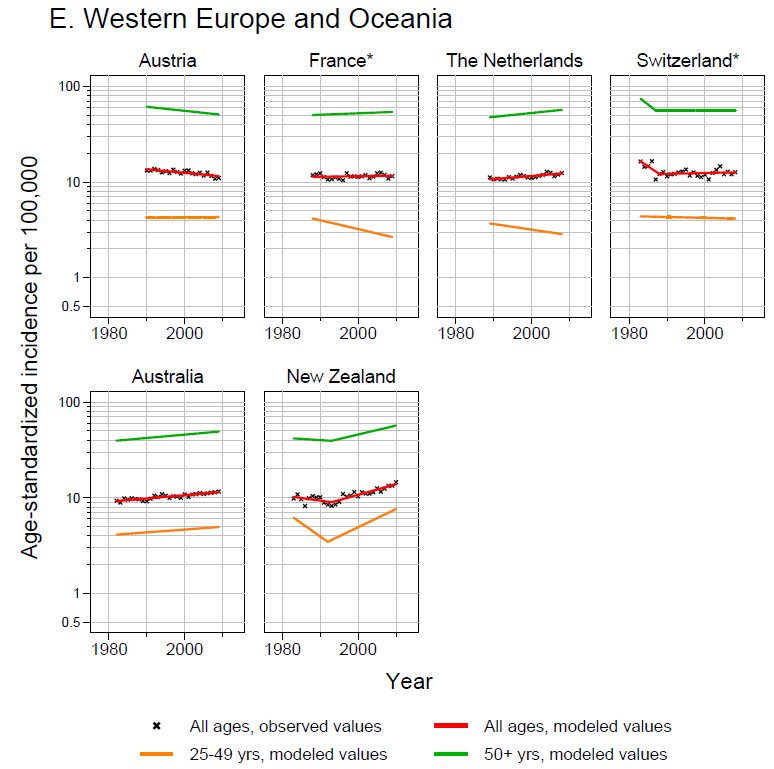 E. Western Europe and Oceania
Austria France* The Netherlands Switzerland*
100
10
1
0.5
1980 2000 1980 2000 1980 2000 1980 2000
Australia New Zealand
100
10
1
0.5
1980 2000 1980 2000
Age-standardized incidence per 100,000
Year
All ages, observed values All ages, modeled values
25-49 yrs, modeled values 50+ yrs, modeled values